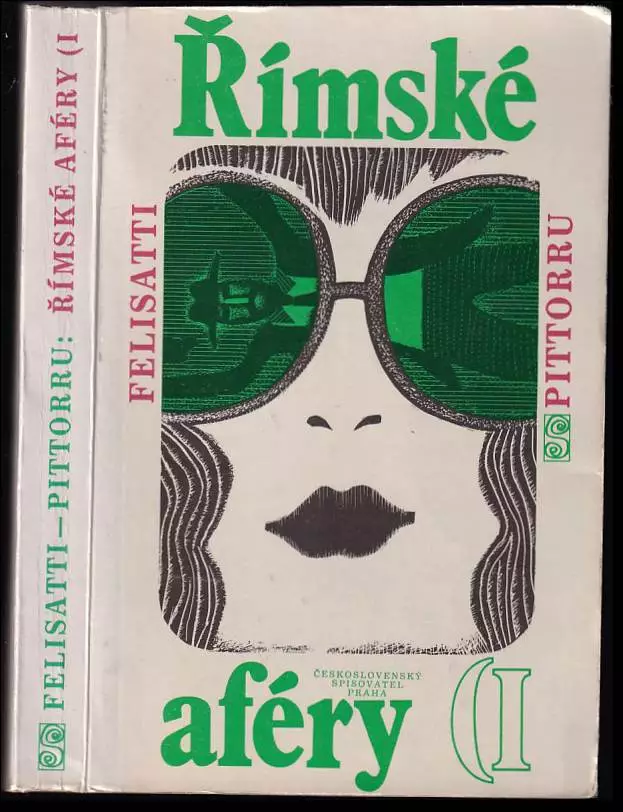 FELISATTI – PITTORRU: ŘÍMSKÉ AFÉRY (I
Římské
FELISATTI
PITTORRU
ČESKOSLOVENSKÝ
SPISOVATEL
PRAHA
aféry (I